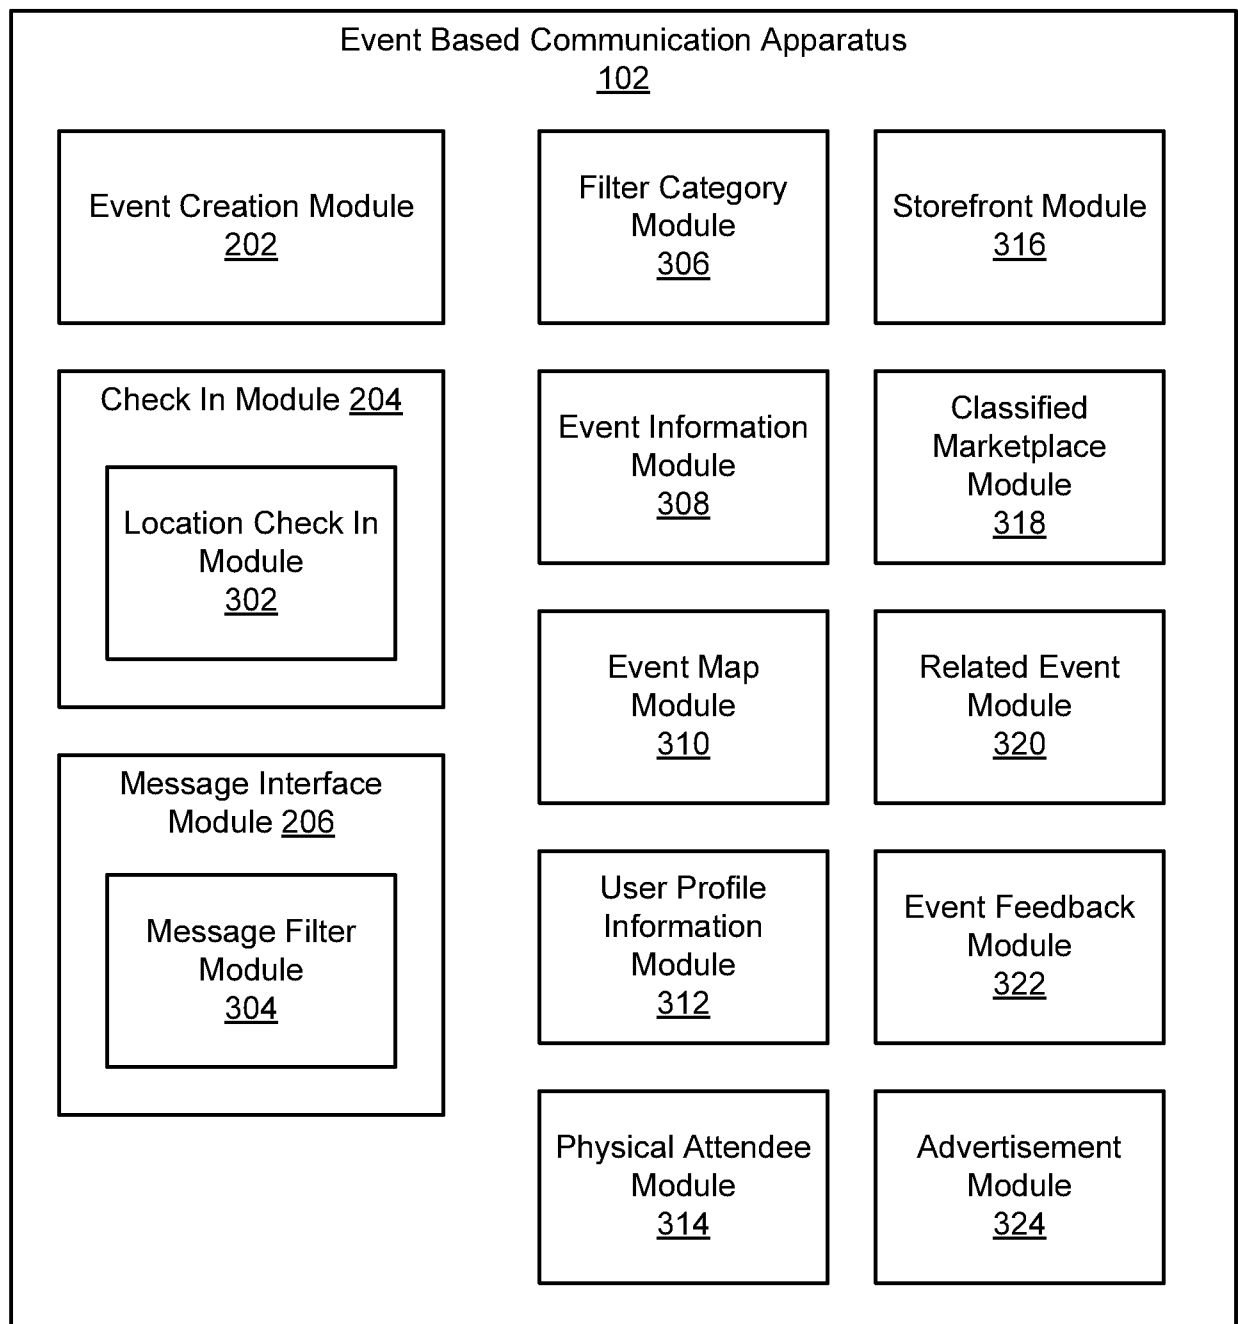 Event Based Communication Apparatus
102
Event Creation Module
202
Check In Module 204
Location Check In
Module
302
Message Interface
Module 206
Message Filter
Module
304
Filter Category
Module
306
Event Information
Module
308
Event Map
Module
310
User Profile
Information
Module
312
Physical Attendee
Module
314
Storefront Module
316
Classified
Marketplace
Module
318
Related Event
Module
320
Event Feedback
Module
322
Advertisement
Module
324